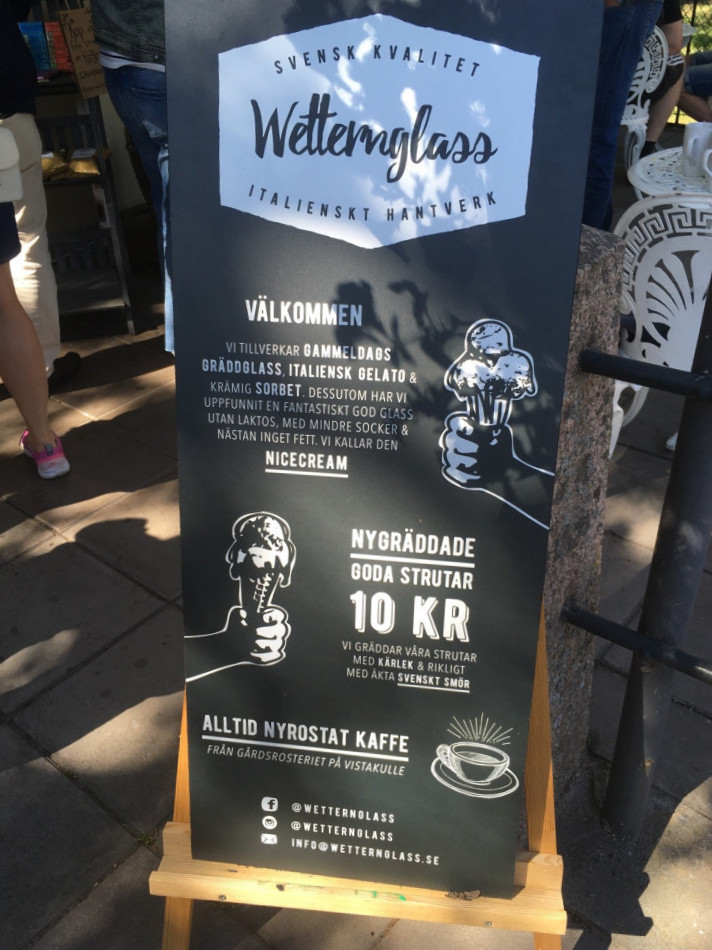 SVENSK KVALITET
Wetternglass
ITALIENSKT HANTVERK
VÄLKOMMEN
VI TILLVERKAR GAMMELDAGS
GRÄDDGLASS, ITALIENSK GELATO &
KRÄMIG SORBET. DESSUTOM HAR VI
UPPFUNNIT EN FANTASTISKT GOD GLASS
UTAN LAKTOS, MED MINDRE SOCKER &
NÄSTAN INGET FETT. VI KALLAR DEN
NICECREAM
NYGRÄDDADE
GODA STRUTAR
10 KR
VI GRÄDDAR VÅRA STRUTAR
MED KÄRLEK & RIKLIGT
MED ÄKTA SVENSKT SMÖR
ALLTID NYROSTAT KAFFE
FRÅN GÅRDSROSTERIET PÅ VISTAKULLE
@WETTERNGLASS
@WETTERNGLASS
INFO@WETTERNGLASS.SE